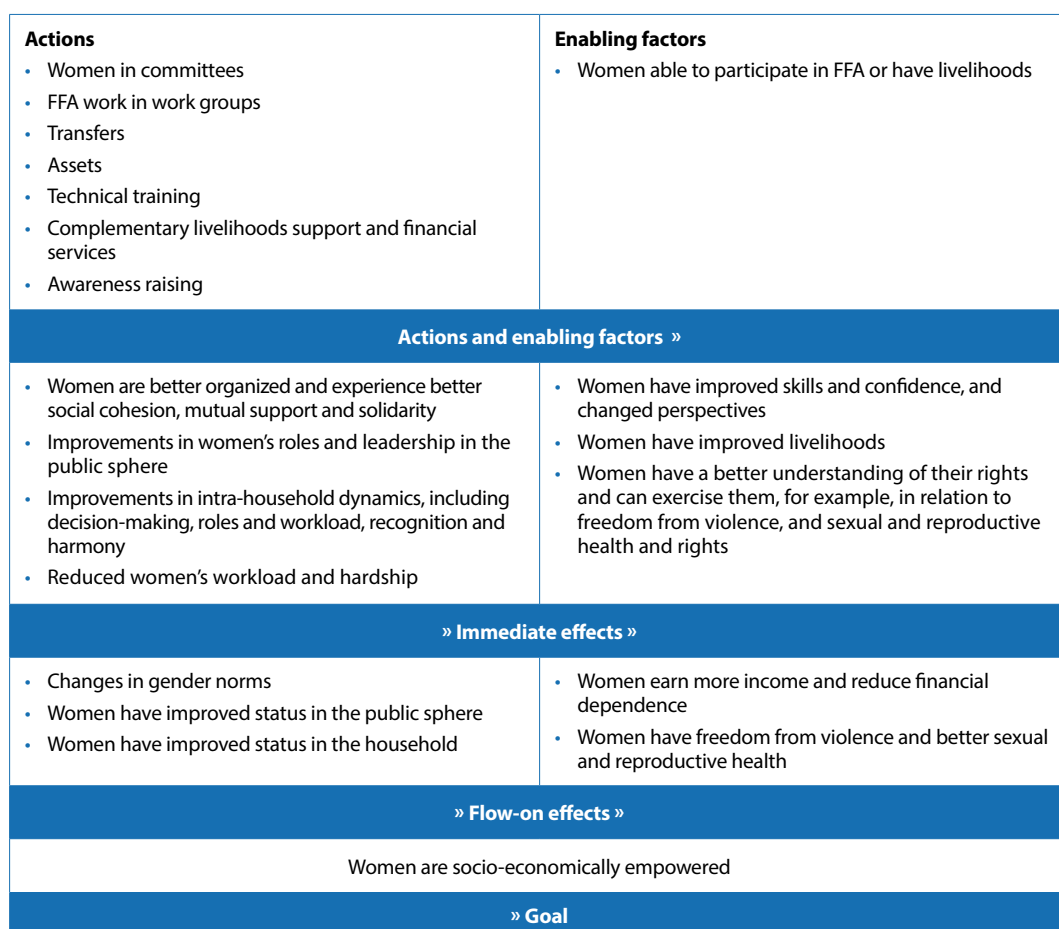 Actions
• Women in committees
• FFA work in work groups
• Transfers
• Assets
• Technical training
• Complementary livelihoods support and financial
services
• Awareness raising
Enabling factors
• Women able to participate in FFA or have livelihoods
Actions and enabling factors »
• Women are better organized and experience better
social cohesion, mutual support and solidarity
• Improvements in women’s roles and leadership in the
public sphere
• Improvements in intra-household dynamics, including
decision-making, roles and workload, recognition and
harmony
• Reduced women’s workload and hardship
• Women have improved skills and confidence, and
changed perspectives
• Women have improved livelihoods
• Women have a better understanding of their rights
and can exercise them, for example, in relation to
freedom from violence, and sexual and reproductive
health and rights
» Immediate effects »
• Changes in gender norms
• Women have improved status in the public sphere
• Women have improved status in the household
• Women earn more income and reduce financial
dependence
• Women have freedom from violence and better sexual
and reproductive health
» Flow-on effects »
Women are socio-economically empowered
» Goal